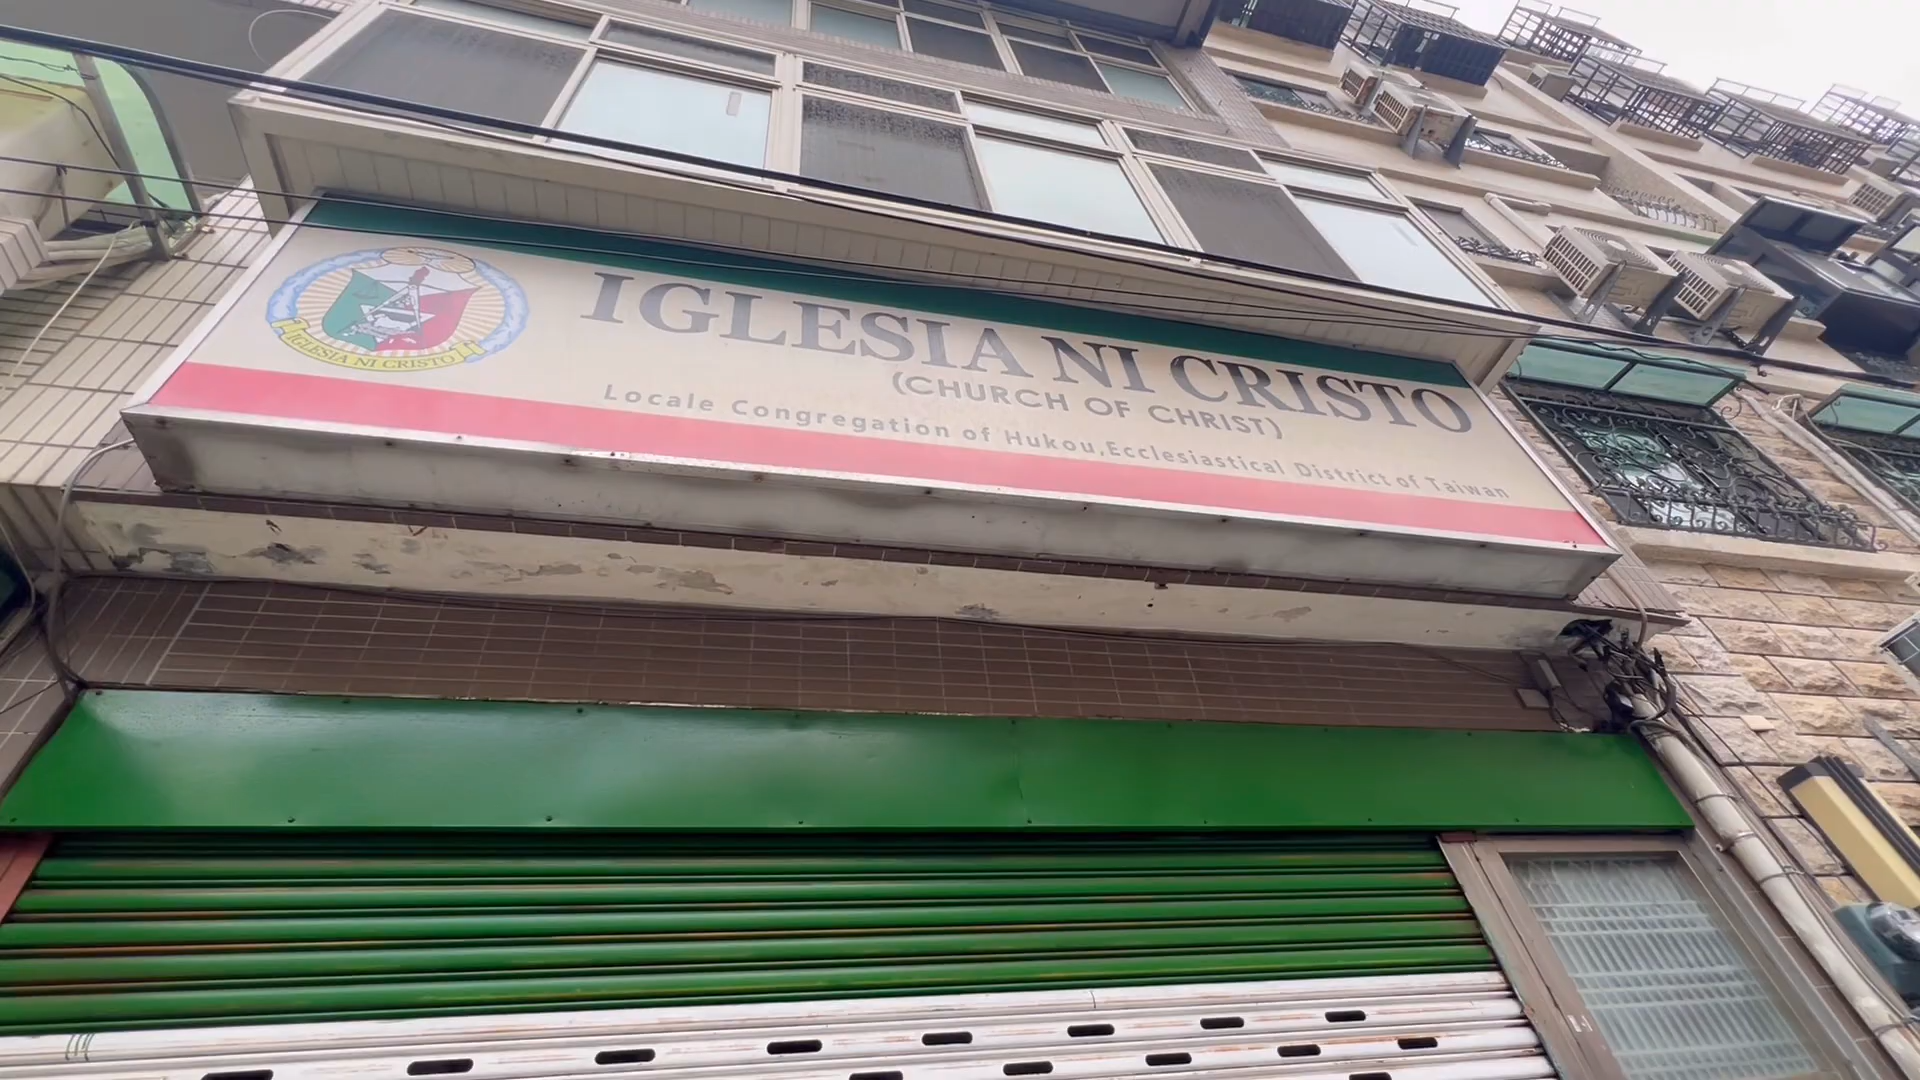 IGLESIA NI CRISTO
IGLESIA NI CRISTO
(CHURCH OF CHRIST)
Locale Congregation of Hukou,Ecclesiastical District of Taiwan